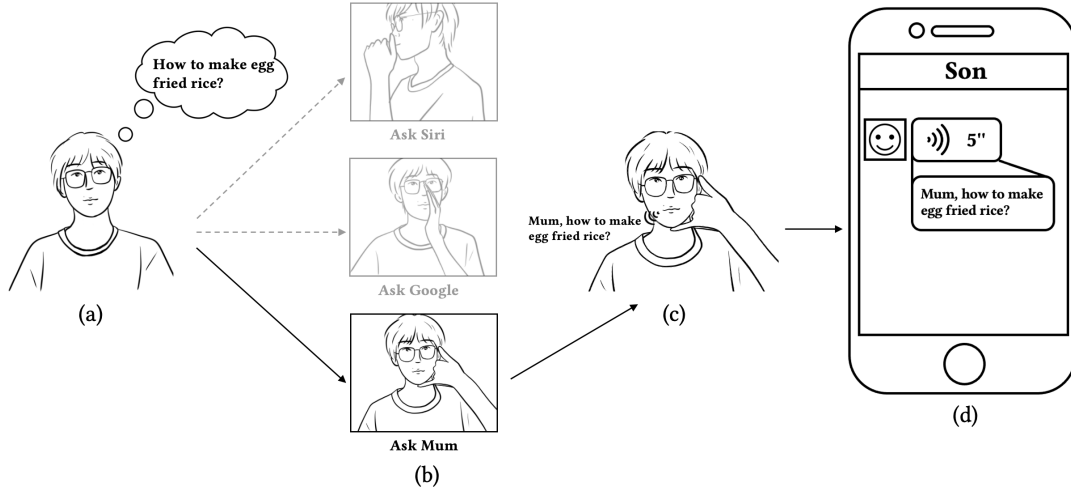 How to make egg
fried rice?
(a)
Ask Siri
Ask Google
Ask Mum
(b)
Mum, how to make
egg fried rice?
(c)
Son
5"
Mum, how to make
egg fried rice?
(d)